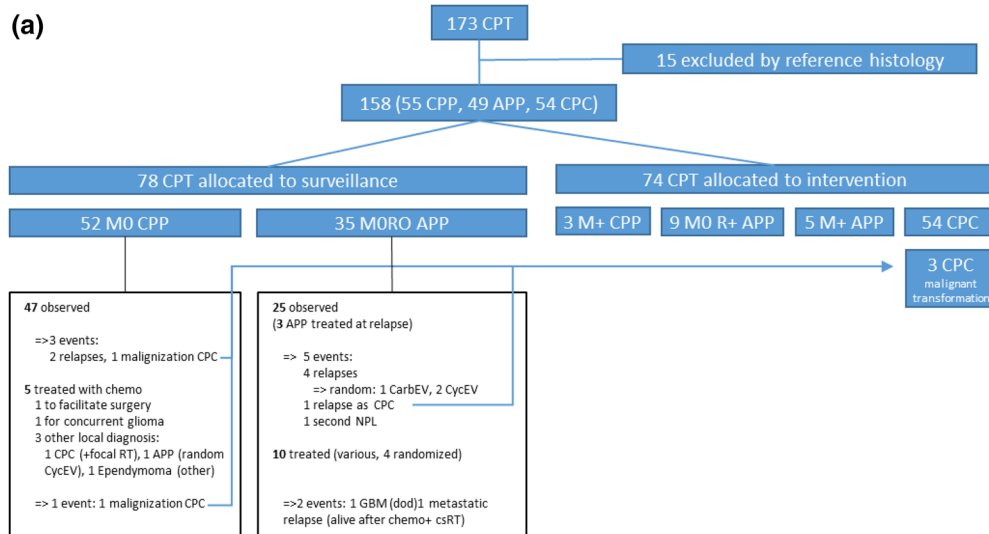 (a)
173 CPT
15 excluded by reference histology
158 (55 CPP, 49 APP, 54 CPC)
78 CPT allocated to surveillance
74 CPT allocated to intervention
52 M0 CPP
35 M0RO APP
3 M+ CPP
9 M0 R+ APP
5 M+ APP
54 CPC
3 CPC
malignant
transformation
47 observed
=>3 events:
2 relapses, 1 malignization CPC
5 treated with chemo
1 to facilitate surgery
1 for concurrent glioma
3 other local diagnosis:
1 CPC (+focal RT), 1 APP (random
CycEV), 1 Ependymoma (other)
=> 1 event: 1 malignization CPC
25 observed
(3 APP treated at relapse)
=> 5 events:
4 relapses
=> random: 1 CarbEV, 2 CycEV
1 relapse as CPC
1 second NPL
10 treated (various, 4 randomized)
=>2 events: 1 GBM (dod)1 metastatic
relapse (alive after chemo+ csRT)